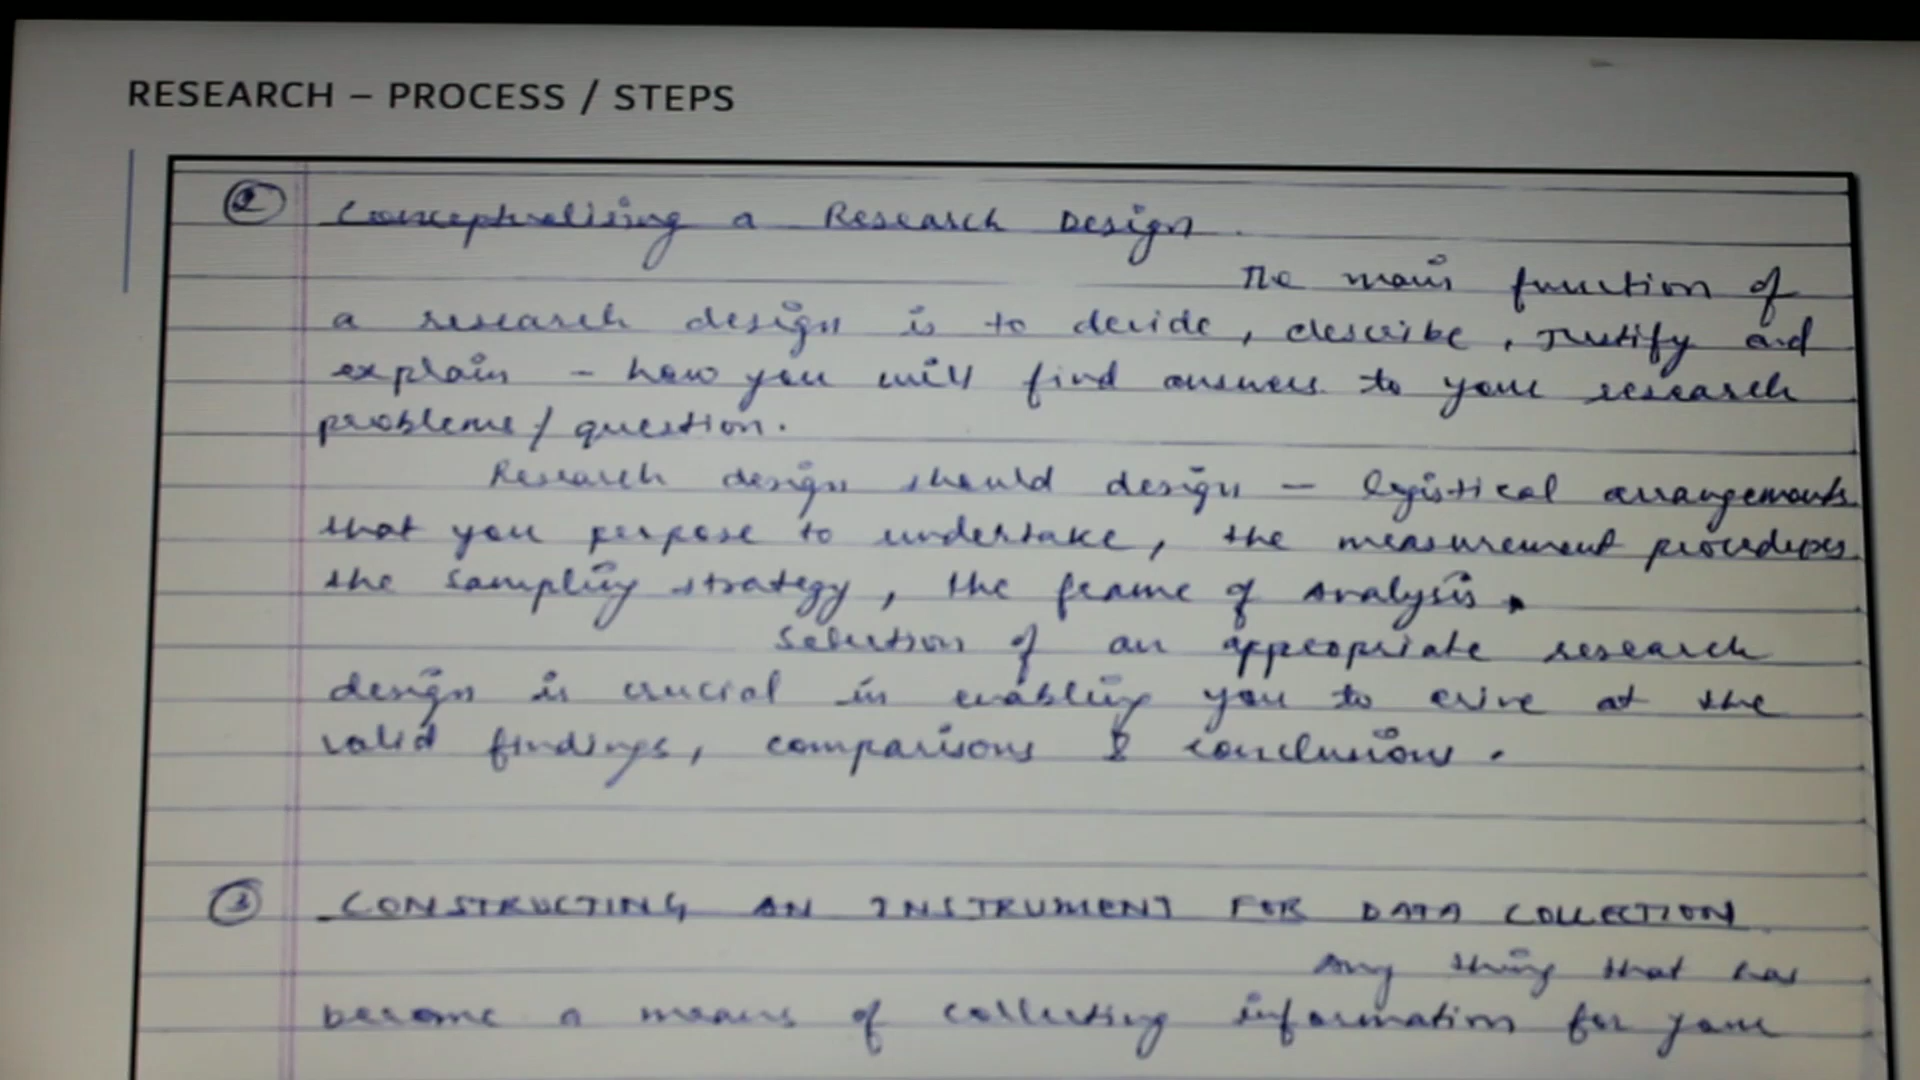 RESEARCH – PROCESS / STEPS
② Conceptualising a Research Design.
The main function of
a research design is to decide, describe, Justify and
explain - how you will find answers to your research
problems/ question.
Research design should design - logistical arrangements
that you perpose to undertake, the measurement procedures
the sampling strategy, the frame of analysis.
Selection of an appropriate research
design is crucial in enabling you to erive at the
valid findings, comparisons & conclusions.
③ CONSTRUCTING AN INSTRUMENT FOR DATA COLLECTION
Any thing that has
become a means of collecting information for your